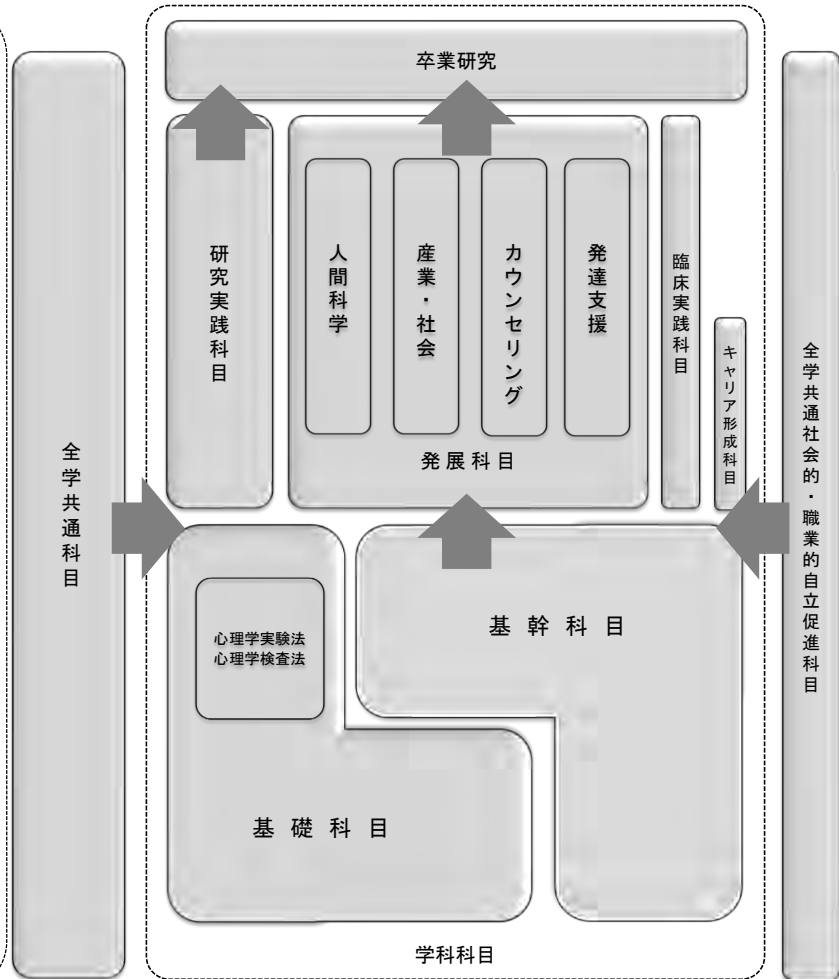 卒業研究
研究実践科目
人間科学
産業・社会
カウンセリング
発達支援
発展科目
臨床実践科目
キャリア形成科目
全学共通科目
全学共通社会的・職業的自立促進科目
心理学実験法
心理学検査法
基幹科目
基礎科目
学科科目